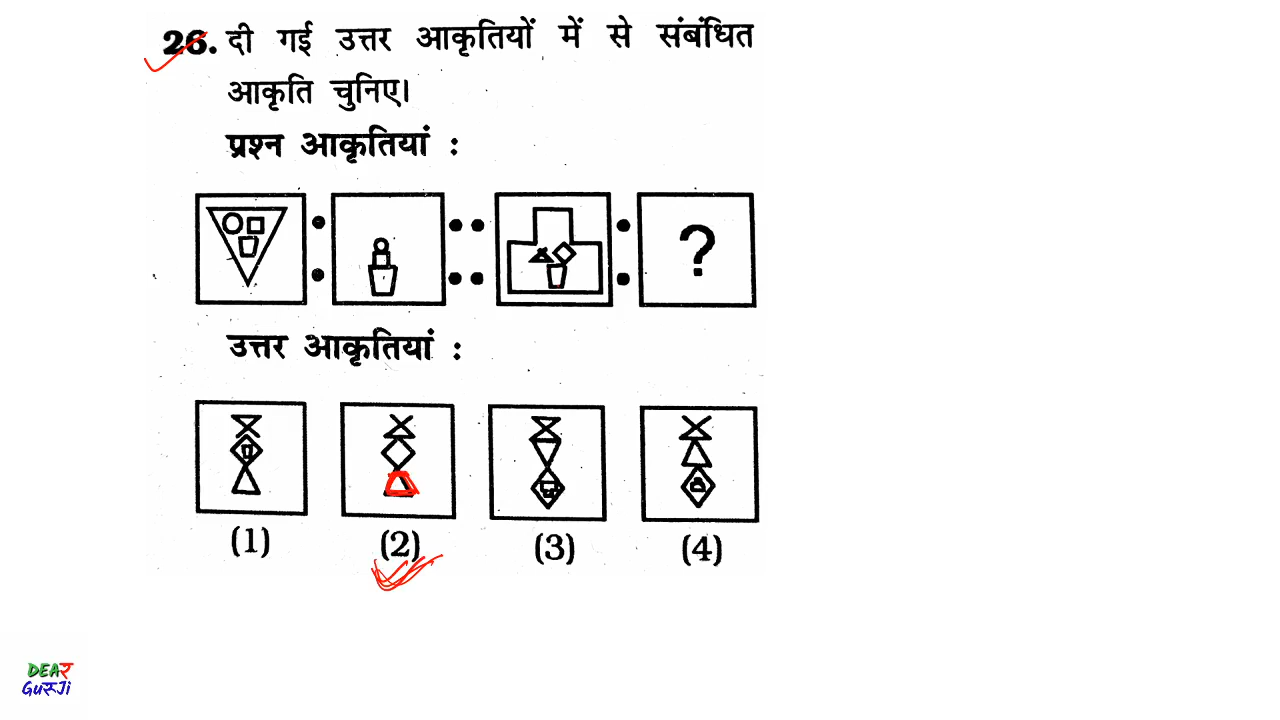 26. दी गई उत्तर आकृतियों में से संबंधित
आकृति चुनिए।
प्रश्न आकृतियां :
?
उत्तर आकृतियां :
(1) (2) (3) (4)
DEAR
GuruJi